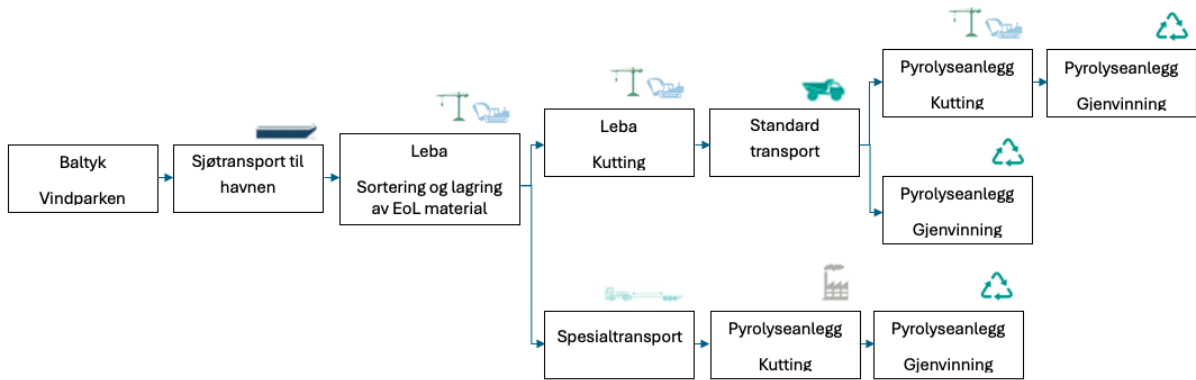 Baltyk
Vindparken
Sjøtransport til
havnen
Leba
Sortering og lagring
av EoL material
Leba
Kutting
Standard
transport
Pyrolyseanlegg
Kutting
Pyrolyseanlegg
Gjenvinning
Pyrolyseanlegg
Gjenvinning
Spesialtransport
Pyrolyseanlegg
Kutting
Pyrolyseanlegg
Gjenvinning